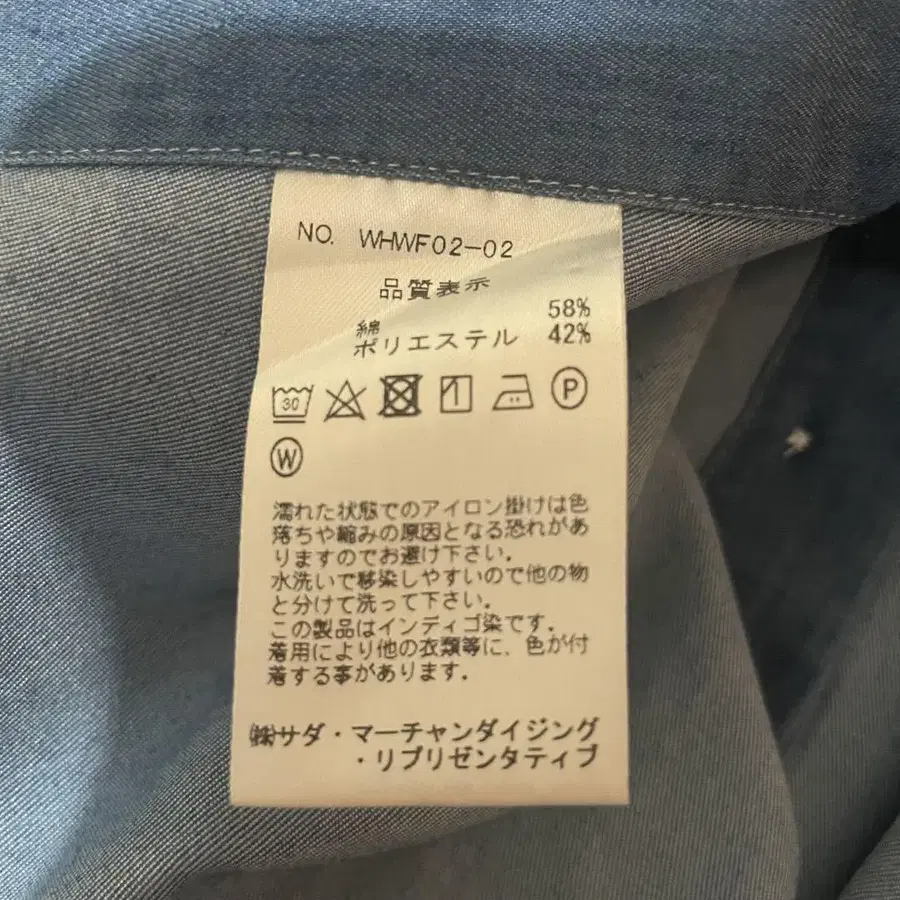 NO. WHWF02-02
品質表示
綿 58%
ポリエステル 42%
30
P
W
濡れた状態でのアイロン掛けは色
落ちや縮みの原因となる恐れがあ
りますのでお避け下さい。
水洗いで移染しやすいので他の物
と分けて洗って下さい。
この製品はインディゴ染です。
着用により他の衣類等に、色が付
着する事があります。
㈱サダ・マーチャンダイジング
・リプリゼンタティブ